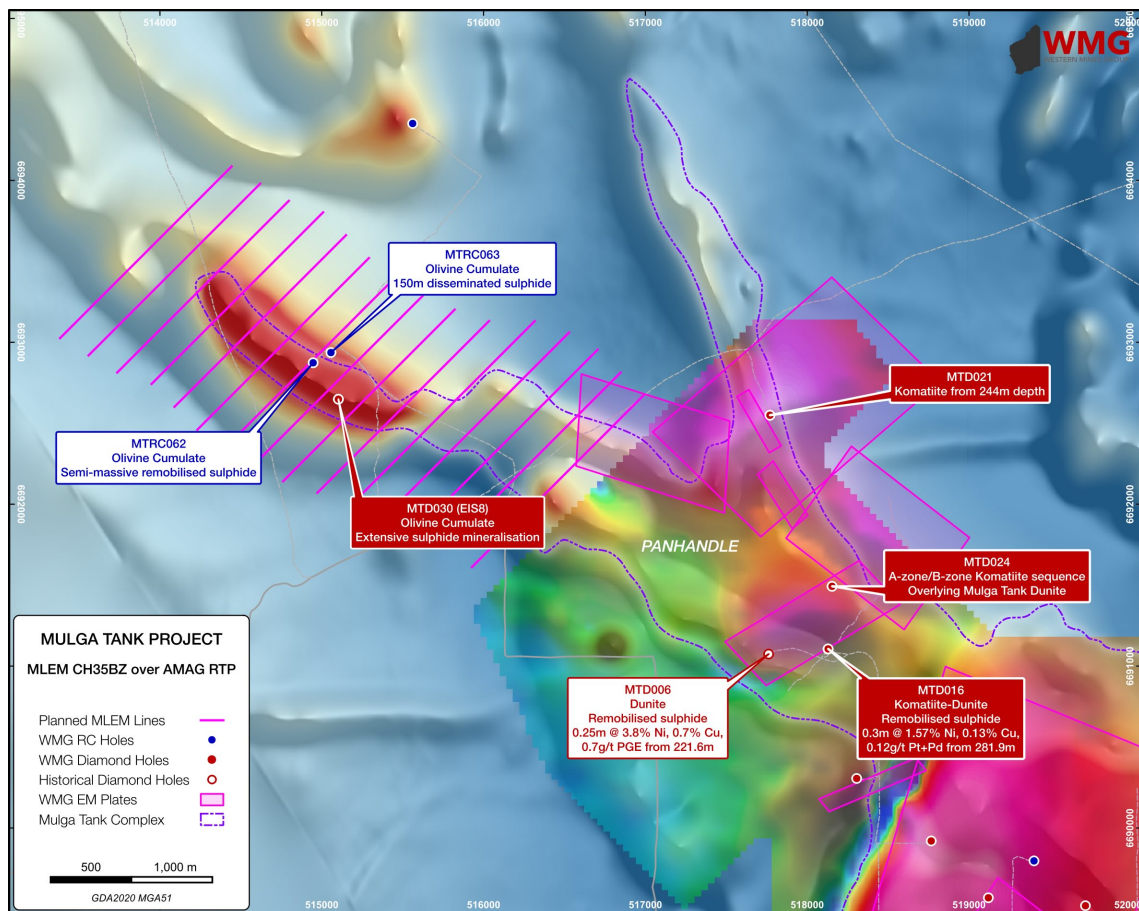 514000
515000
516000
517000
518000
519000
WMG
WESTERN MINES GROUP
6694000
6694000
MTRC063
Olivine Cumulate
150m disseminated sulphide
6693000
6693000
MTD021
Komatiite from 244m depth
MTRC062
Olivine Cumulate
Semi-massive remobilised sulphide
MTD030 (EIS8)
Olivine Cumulate
Extensive sulphide mineralisation
6692000
6692000
PANHANDLE
MTD024
A-zone/B-zone Komatiite sequence
Overlying Mulga Tank Dunite
MULGA TANK PROJECT
MLEM CH35BZ over AMAG RTP
Planned MLEM Lines
WMG RC Holes
WMG Diamond Holes
Historical Diamond Holes
WMG EM Plates
Mulga Tank Complex
500
1,000 m
GDA2020 MGA51
6691000
MTD006
Dunite
Remobilised sulphide
0.25m @ 3.8% Ni, 0.7% Cu,
0.7g/t PGE from 221.6m
MTD016
Komatiite-Dunite
Remobilised sulphide
0.3m @ 1.57% Ni, 0.13% Cu,
0.12g/t Pt+Pd from 281.9m
6690000
515000
516000
517000
518000
519000